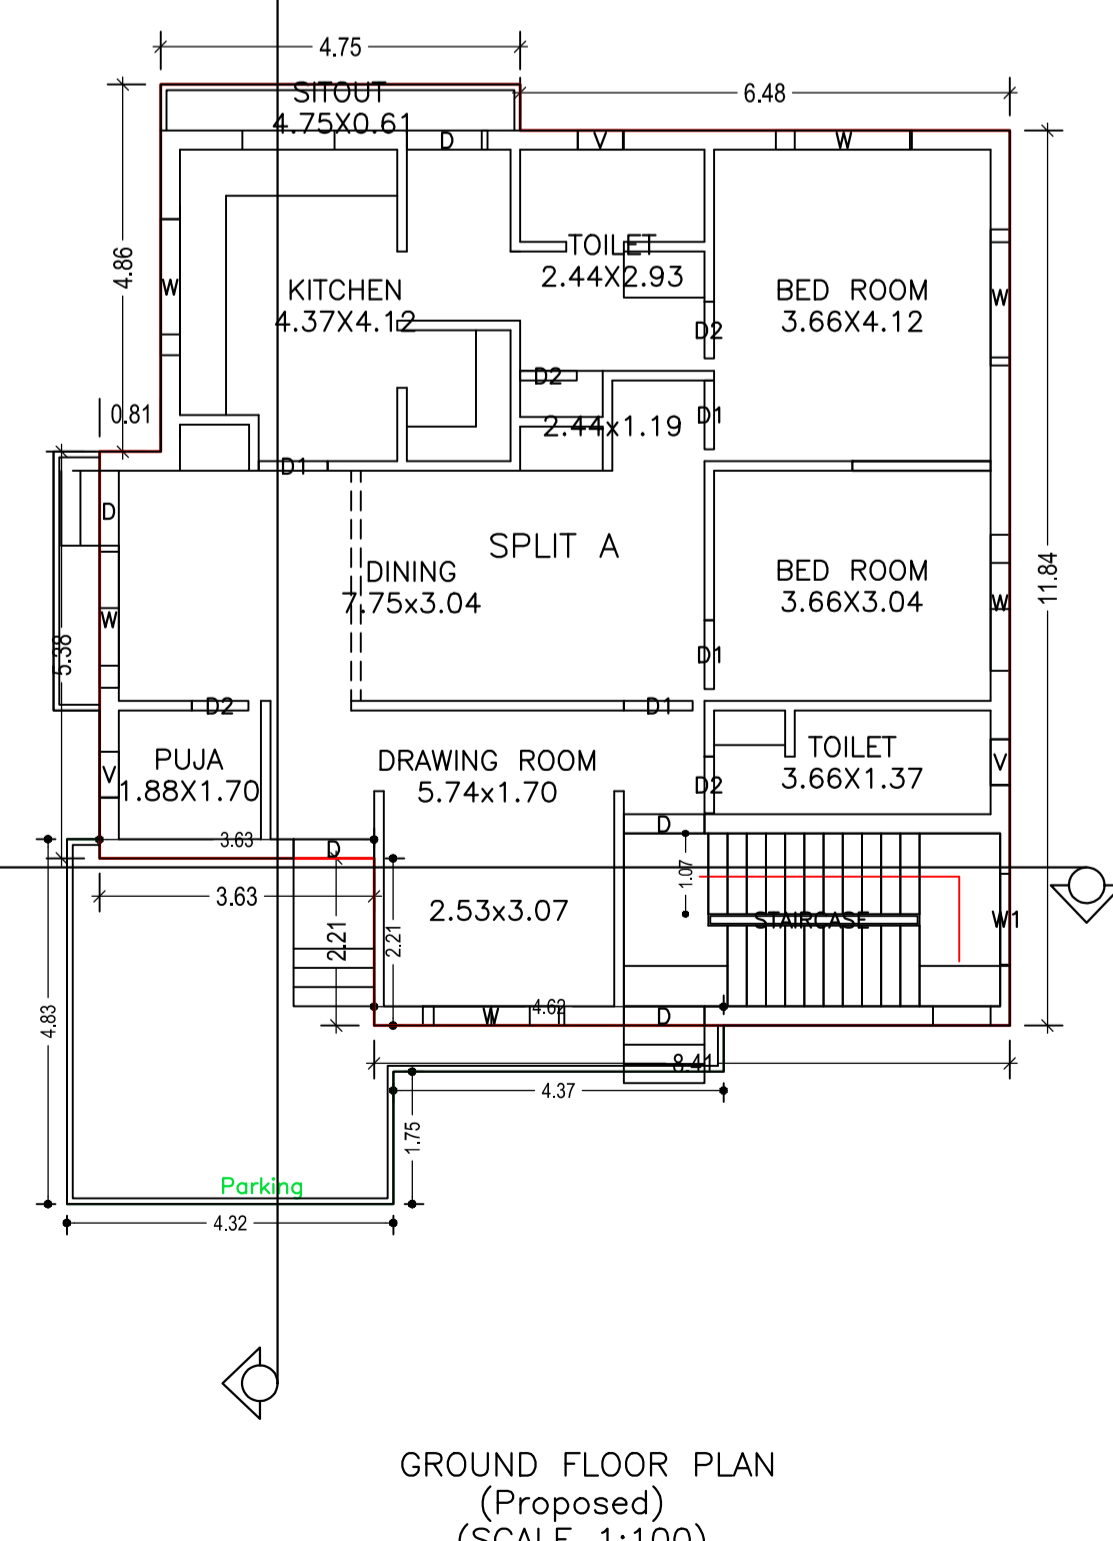 4.75
SITOUT
4.75X0.61
6.48
D
V
W
4.86
W
KITCHEN
4.37X4.12
TOILET
2.44X2.93
BED ROOM
3.66X4.12
W
D2
D2
0.81
2.44x1.19
D1
D1
D
SPLIT A
DINING
7.75x3.04
BED ROOM
3.66X3.04
W
11.84
W
5.38
D1
D2
D1
PUJA
1.88X1.70
V
DRAWING ROOM
5.74x1.70
TOILET
3.66X1.37
V
D2
D
3.63
D
1.07
3.63
2.21
2.21
2.53x3.07
STAIRCASE
W1
4.83
4.62
W
D
8.41
4.37
1.75
Parking
4.32
GROUND FLOOR PLAN
(Proposed)
(SCALE 1:100)